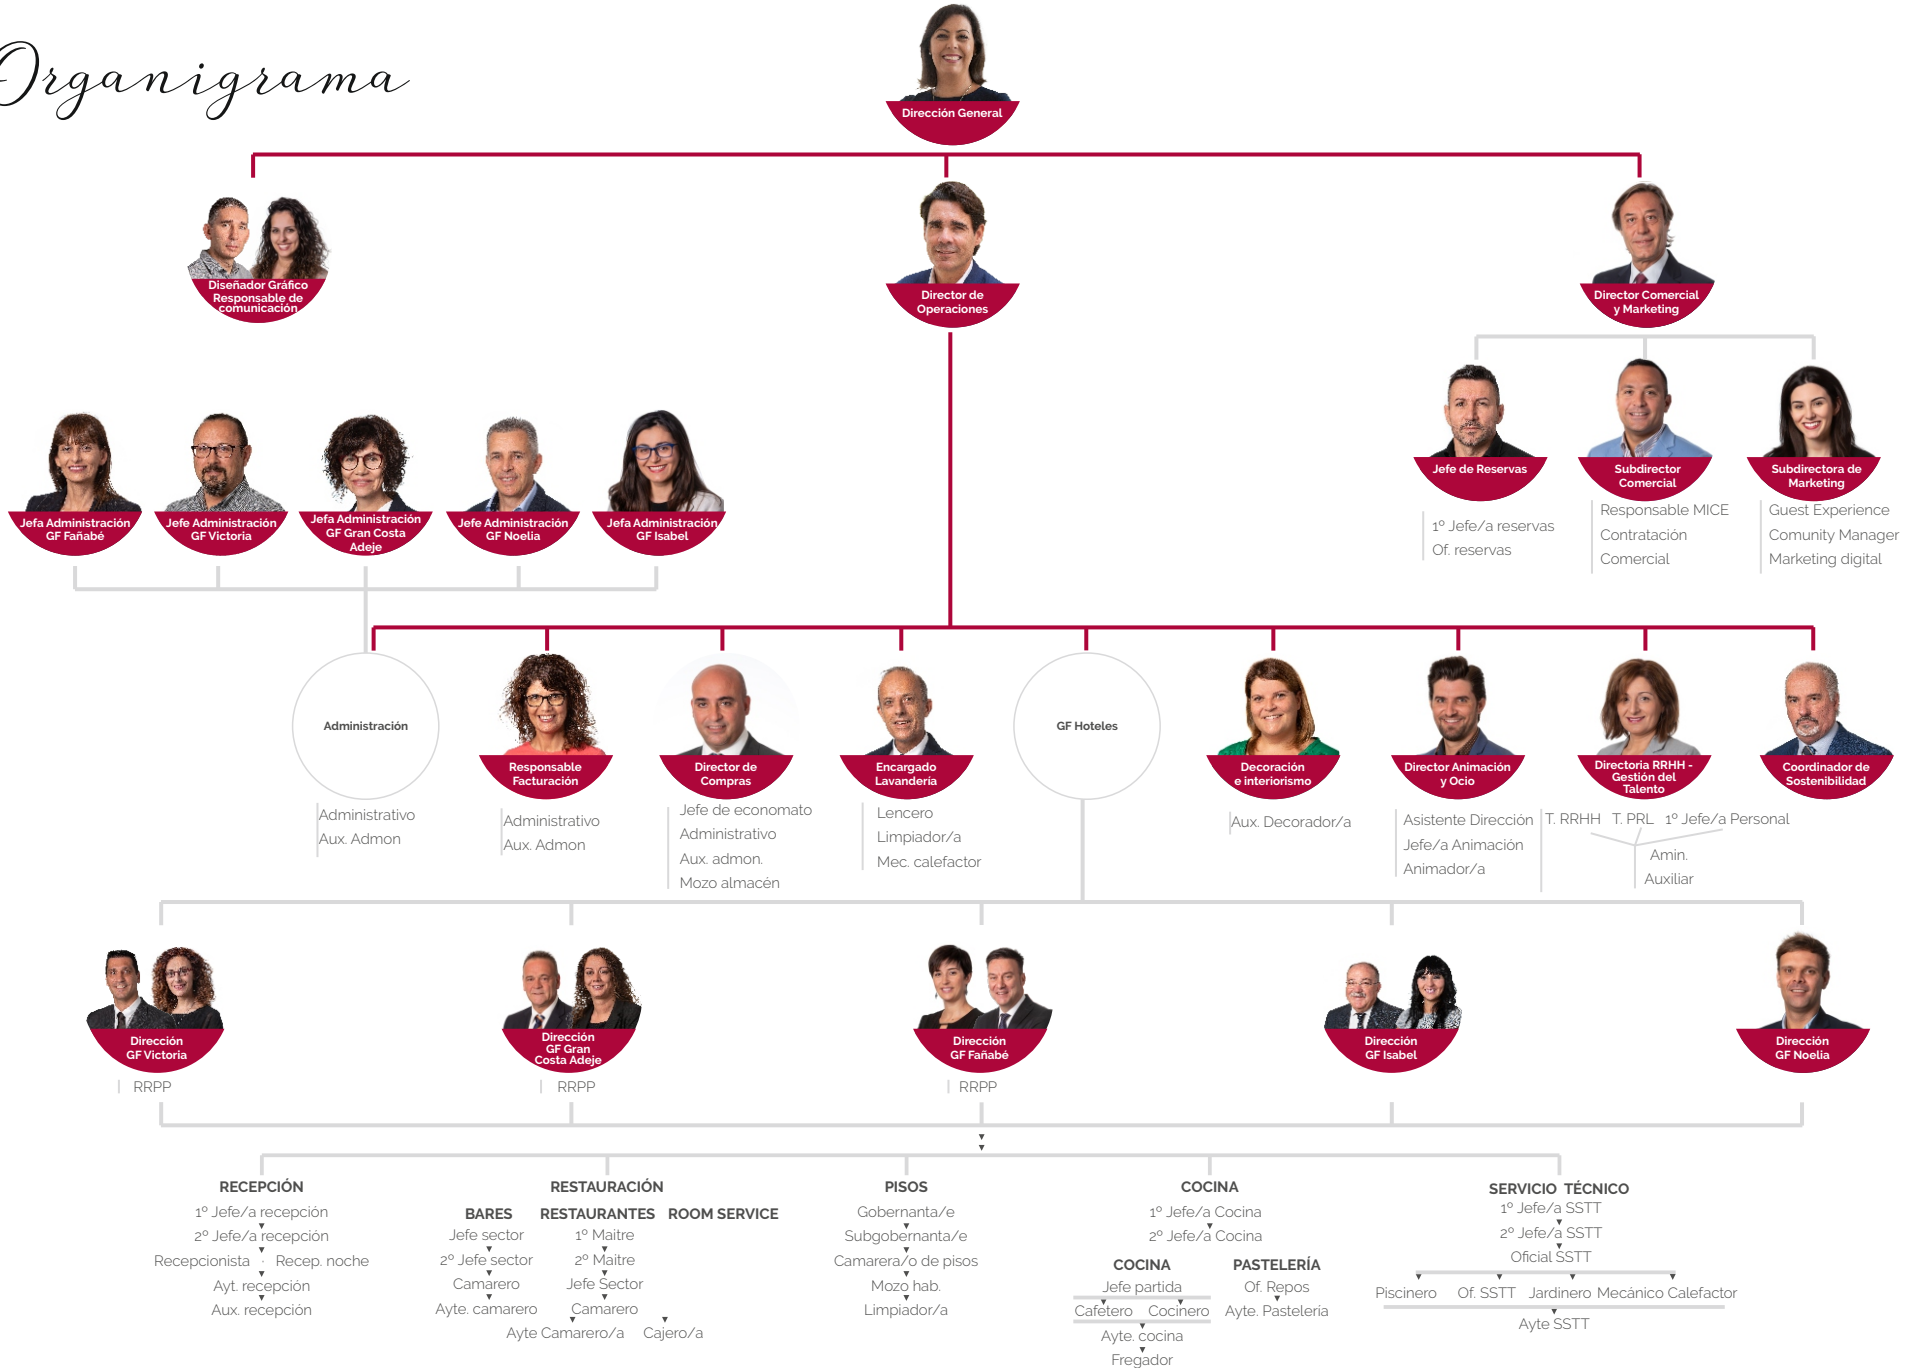 Organigrama
Dirección General
Diseñador Gráfico
Responsable de
comunicación
Director de
Operaciones
Director Comercial
y Marketing
Jefe de Reservas
1º Jefe/a reservas
Of. reservas
Subdirector
Comercial
Responsable MICE
Contratación
Comercial
Subdirectora de
Marketing
Guest Experience
Comunity Manager
Marketing digital
Jefa Administración
GF Fañabé
Jefe Administración
GF Victoria
Jefa Administración
GF Gran Costa
Adeje
Jefe Administración
GF Noelia
Jefa Administración
GF Isabel
Administración
Administrativo
Aux. Admon
Responsable
Facturación
Administrativo
Aux. Admon
Director de
Compras
Jefe de economato
Administrativo
Aux. admon.
Mozo almacén
Encargado
Lavandería
Lencero
Limpiador/a
Mec. calefactor
GF Hoteles
Decoración
e interiorismo
Aux. Decorador/a
Director Animación
y Ocio
Asistente Dirección
Jefe/a Animación
Animador/a
Directoria RRHH -
Gestión del
Talento
T. RRHH T. PRL 1º Jefe/a Personal
Amin.
Auxiliar
Coordinador de
Sostenibilidad
Dirección
GF Victoria
RRPP
Dirección
GF Gran
Costa Adeje
RRPP
Dirección
GF Fañabé
RRPP
Dirección
GF Isabel
Dirección
GF Noelia
RECEPCIÓN
1º Jefe/a recepción
2º Jefe/a recepción
Recepcionista · Recep. noche
Ayt. recepción
Aux. recepción
RESTAURACIÓN
BARES RESTAURANTES ROOM SERVICE
Jefe sector
2º Jefe sector
Camarero
Ayte. camarero
1º Maitre
2º Maitre
Jefe Sector
Camarero
Ayte Camarero/a Cajero/a
PISOS
Gobernanta/e
Subgobernanta/e
Camarera/o de pisos
Mozo hab.
Limpiador/a
COCINA
1º Jefe/a Cocina
2º Jefe/a Cocina
COCINA
Jefe partida
Cafetero Cocinero
Ayte. cocina
Fregador
PASTELERÍA
Of. Repos
Ayte. Pastelería
SERVICIO TÉCNICO
1º Jefe/a SSTT
2º Jefe/a SSTT
Oficial SSTT
Piscinero Of. SSTT Jardinero Mecánico Calefactor
Ayte SSTT